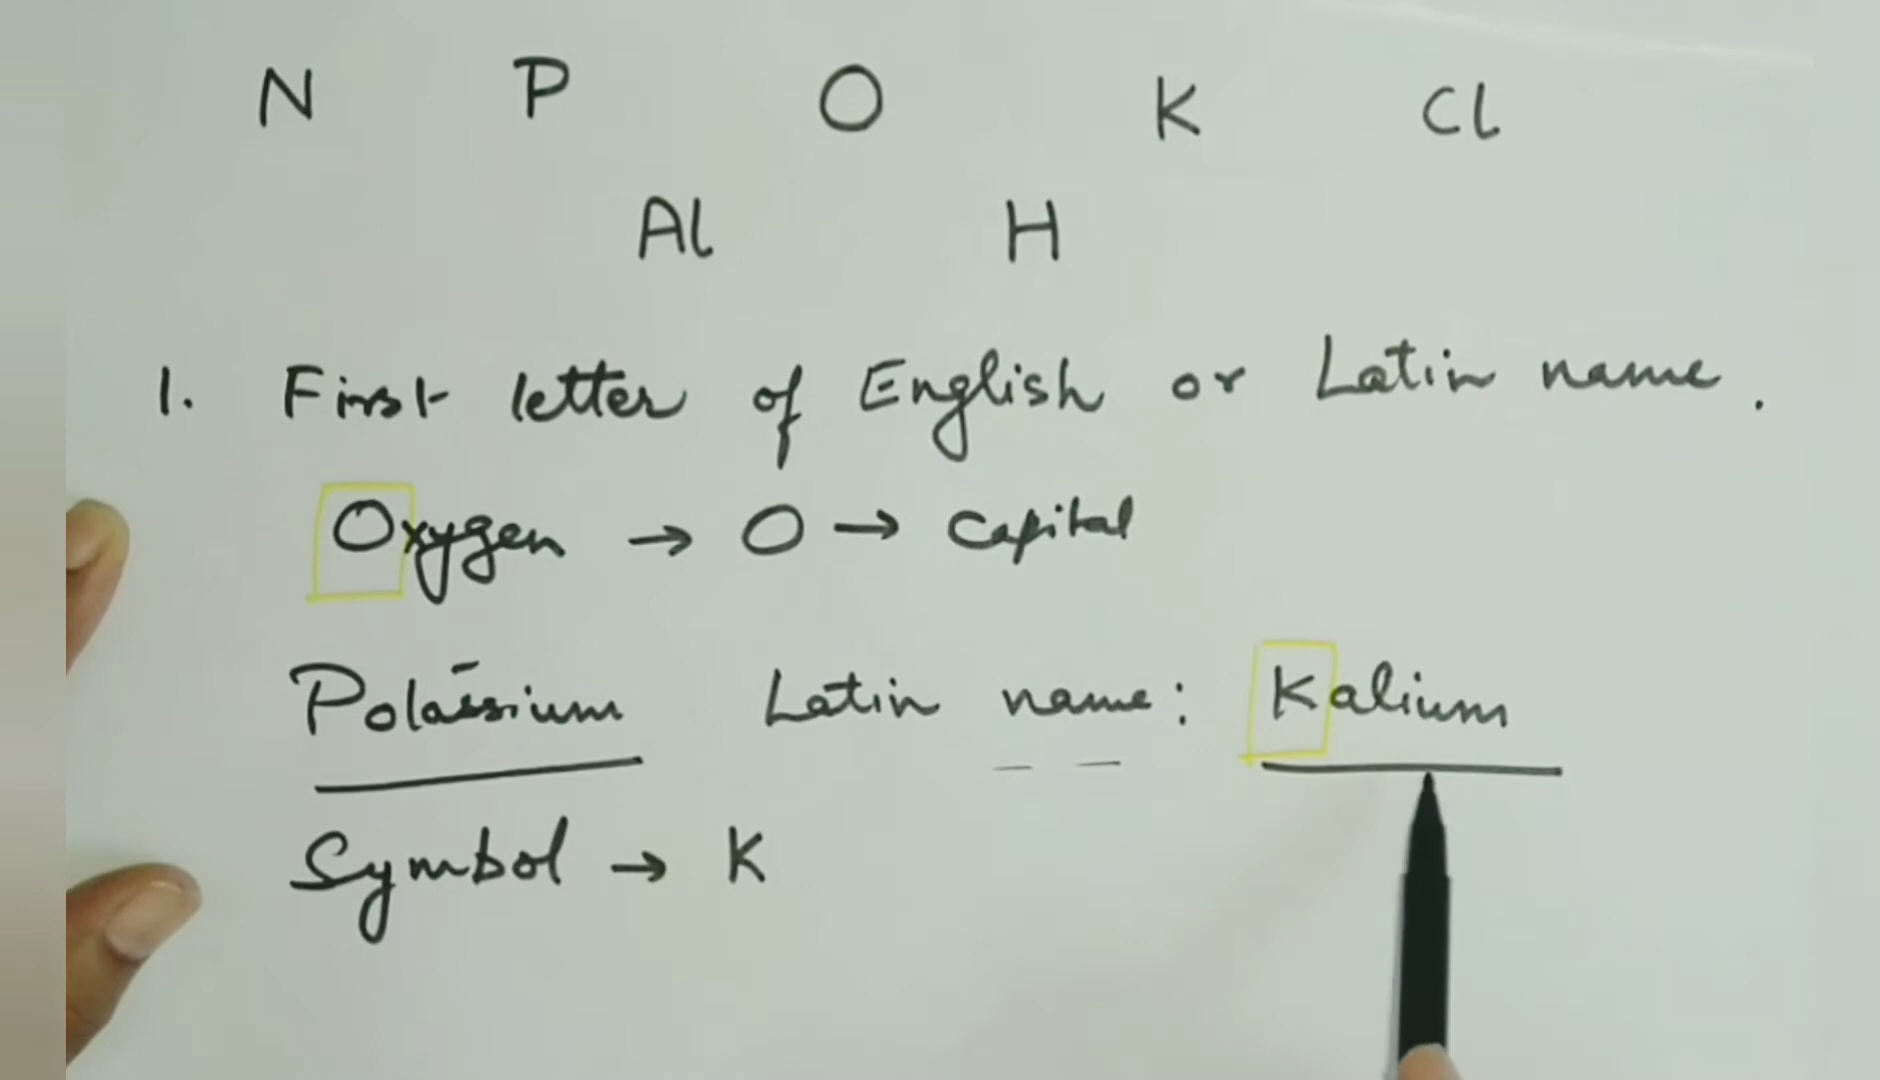 N P O K Cl
Al H
1. First letter of English or Latin name.
Oxygen → O → Capital
Potassium Latin name: Kalium
Symbol → K